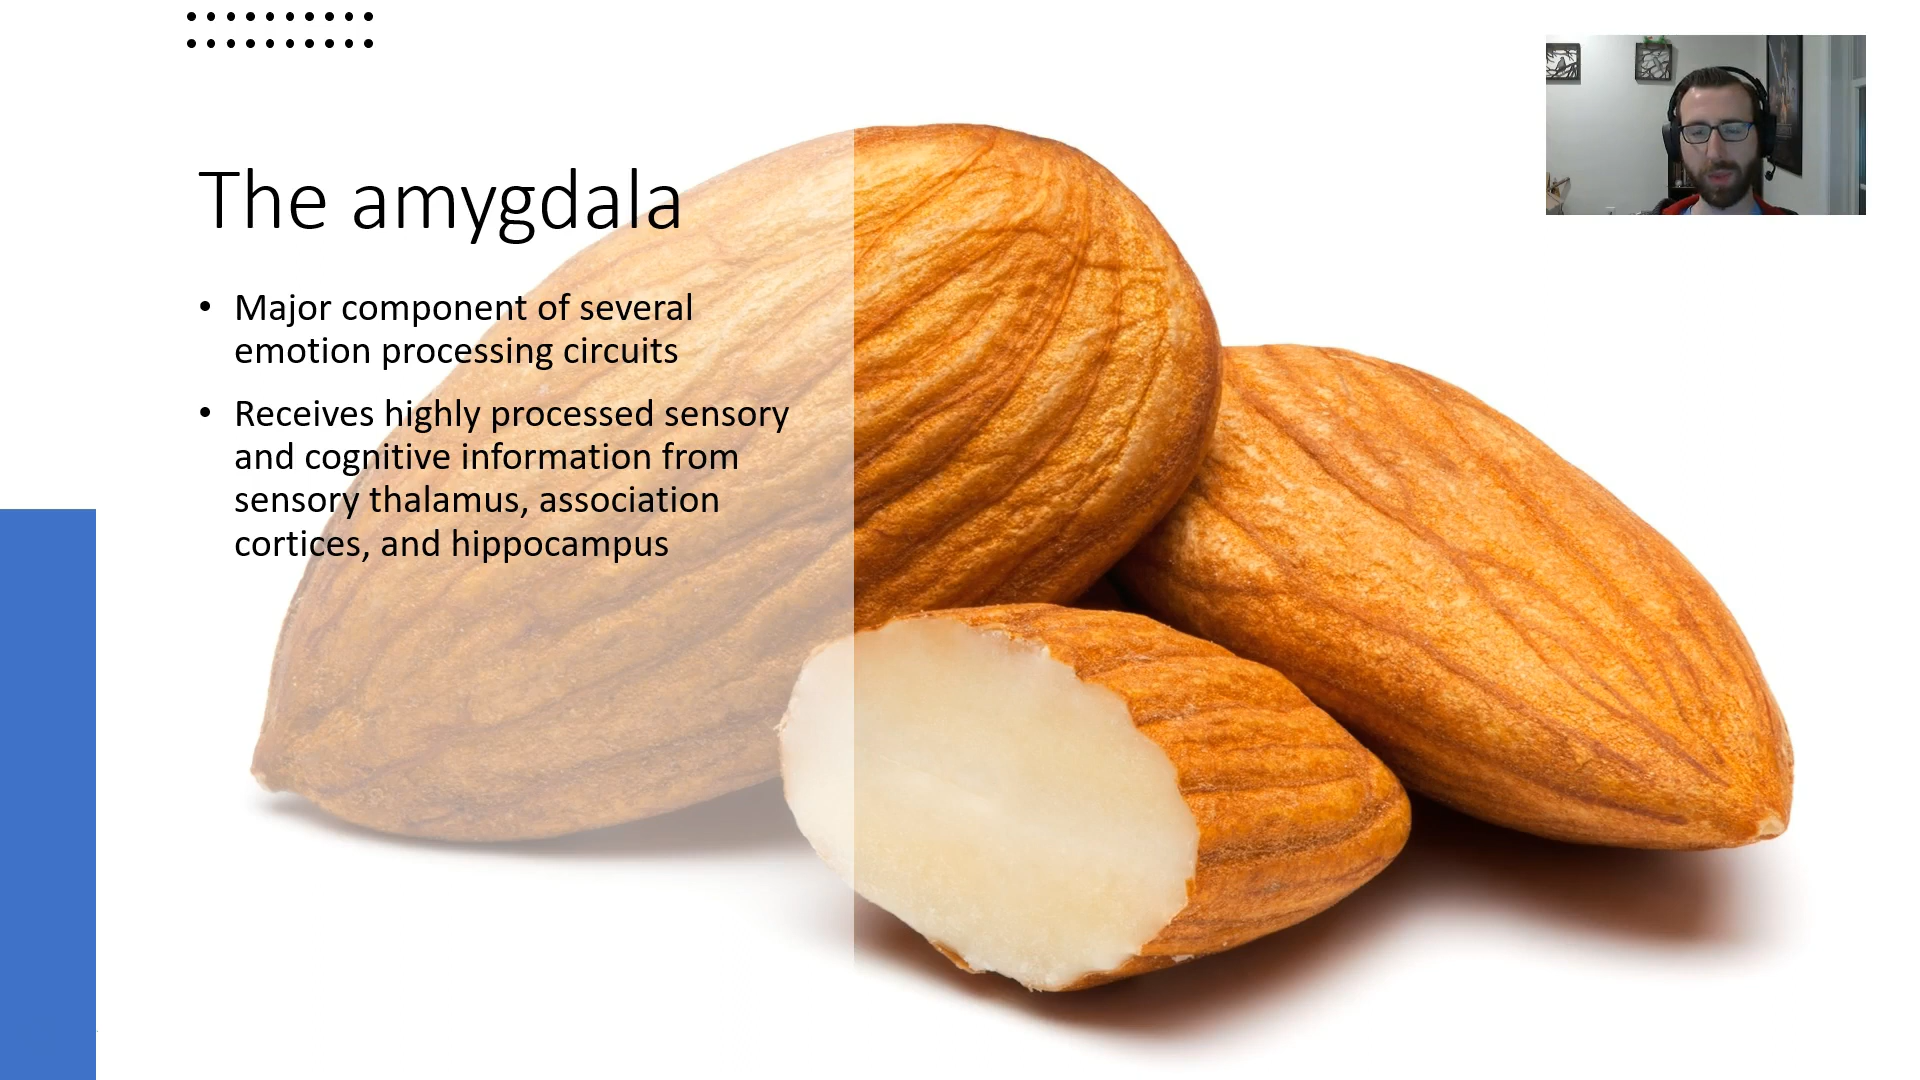 The amygdala
• Major component of several
emotion processing circuits
• Receives highly processed sensory
and cognitive information from
sensory thalamus, association
cortices, and hippocampus